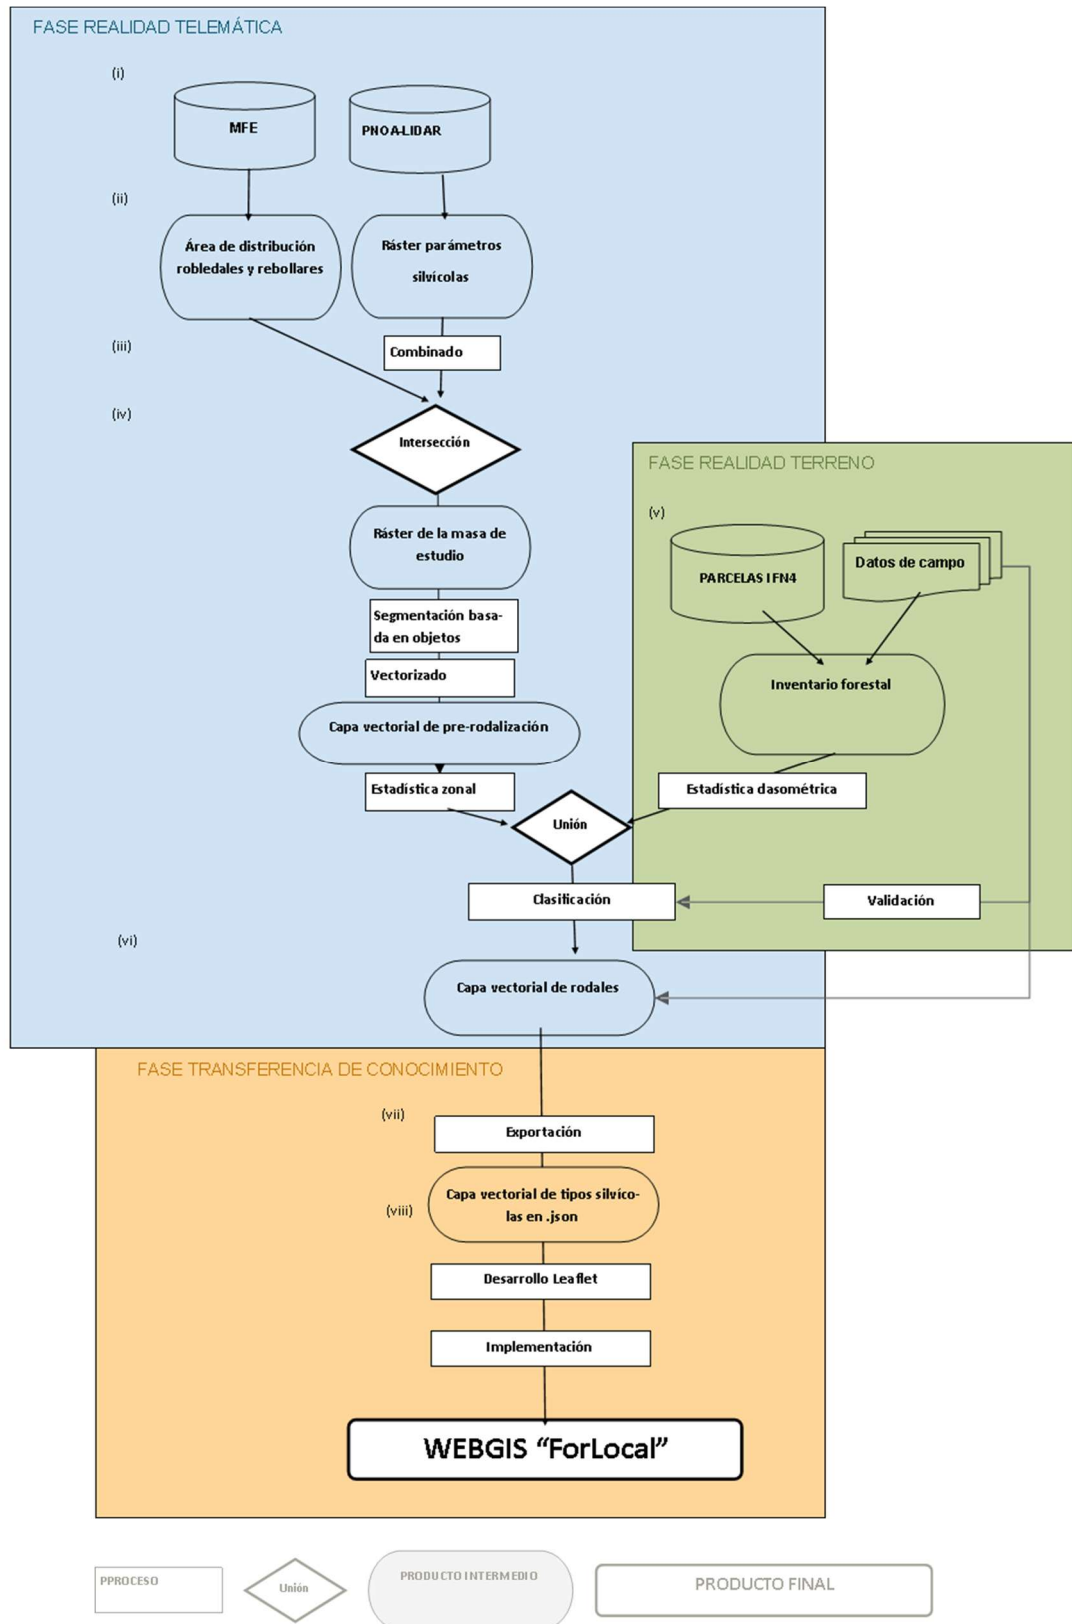 FASE REALIDAD TELEMÁTICA
(i)
MFE
PNOA-LIDAR
(ii)
Área de distribución
robledales y rebollares
Ráster parámetros
silvícolas
(iii)
Combinado
(iv)
Intersección
FASE REALIDAD TERRENO
(v)
Ráster de la masa de
estudio
PARCELAS IFN4
Datos de campo
Segmentación basa-
da en objetos
Vectorizado
Inventario forestal
Capa vectorial de pre-rodalización
Estadística zonal
Estadística dasométrica
Unión
Clasificación
Validación
(vi)
Capa vectorial de rodales
FASE TRANSFERENCIA DE CONOCIMIENTO
(vii)
Exportación
Capa vectorial de tipos silvíco-
las en .json
(viii)
Desarrollo Leaflet
Implementación
WEBGIS “ForLocal”
PPROCESO
Unión
PRODUCTO INTERMEDIO
PRODUCTO FINAL